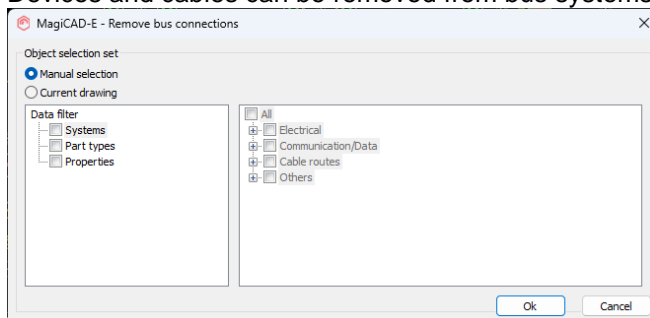 Devices and cables can be removed from bus systems
MagiCAD-E - Remove bus connections
Object selection set
Manual selection
Current drawing
Data filter
Systems
Part types
Properties
All
Electrical
Communication/Data
Cable routes
Others
Ok
Cancel